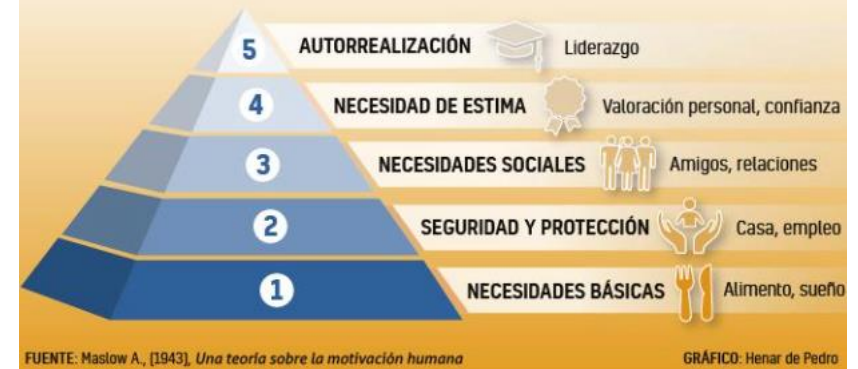 5 AUTORREALIZACIÓN Liderazgo
4 NECESIDAD DE ESTIMA Valoración personal, confianza
3 NECESIDADES SOCIALES Amigos, relaciones
2 SEGURIDAD Y PROTECCIÓN Casa, empleo
1 NECESIDADES BÁSICAS Alimento, sueño
FUENTE: Maslow A., (1943), Una teoría sobre la motivación humana GRÁFICO: Henar de Pedro